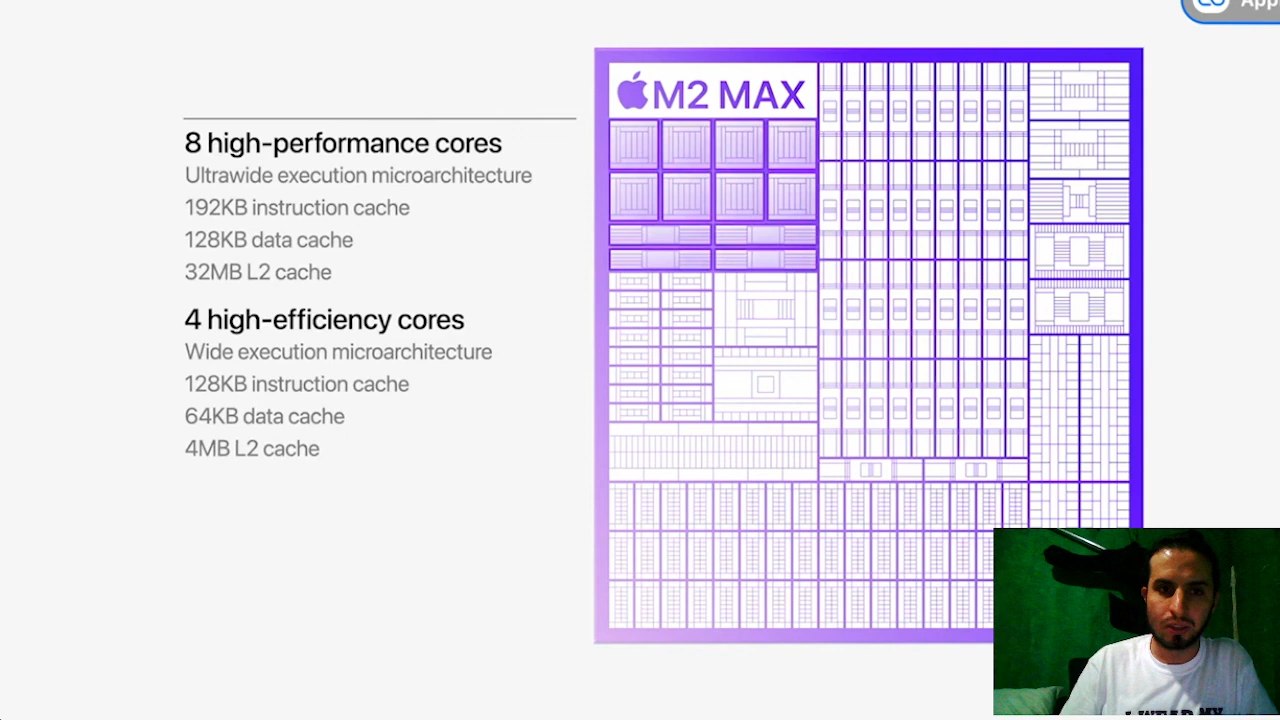 App
M2 MAX
8 high-performance cores
Ultrawide execution microarchitecture
192KB instruction cache
128KB data cache
32MB L2 cache
4 high-efficiency cores
Wide execution microarchitecture
128KB instruction cache
64KB data cache
4MB L2 cache